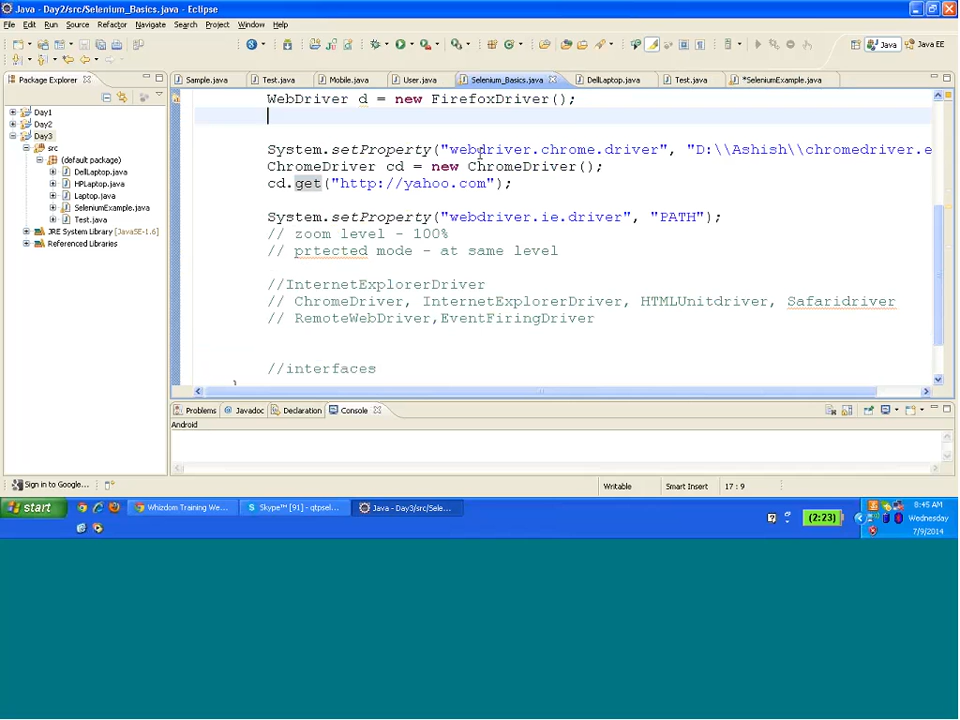 Java - Day2/src/Selenium_Basics.java - Eclipse
File Edit Run Source Refactor Navigate Search Project Window Help
Java Java EE
Package Explorer
Sample.java Test.java Mobile.java User.java Selenium_Basics.java DellLaptop.java Test.java *SeleniumExample.java
Day1
Day2
Day3
src
(default package)
DellLaptop.java
HPLaptop.java
Laptop.java
SeleniumExample.java
Test.java
JRE System Library [JavaSE-1.6]
Referenced Libraries
WebDriver d = new FirefoxDriver();
System.setProperty("webdriver.chrome.driver", "D:\\Ashish\\chromedriver.e
ChromeDriver cd = new ChromeDriver();
cd.get("http://yahoo.com");
System.setProperty("webdriver.ie.driver", "PATH");
// zoom level - 100%
// prtected mode - at same level
//InternetExplorerDriver
// ChromeDriver, InternetExplorerDriver, HTMLUnitdriver, Safaridriver
// RemoteWebDriver,EventFiringDriver
//interfaces
}
Problems Javadoc Declaration Console
Android
Sign in to Google...
Writable Smart Insert 17 : 9
start Whizdom Training We... Skype™ [91] - qtpsel... Java - Day3/src/Sele...
(2:23)
8:45 AM
Wednesday
7/9/2014